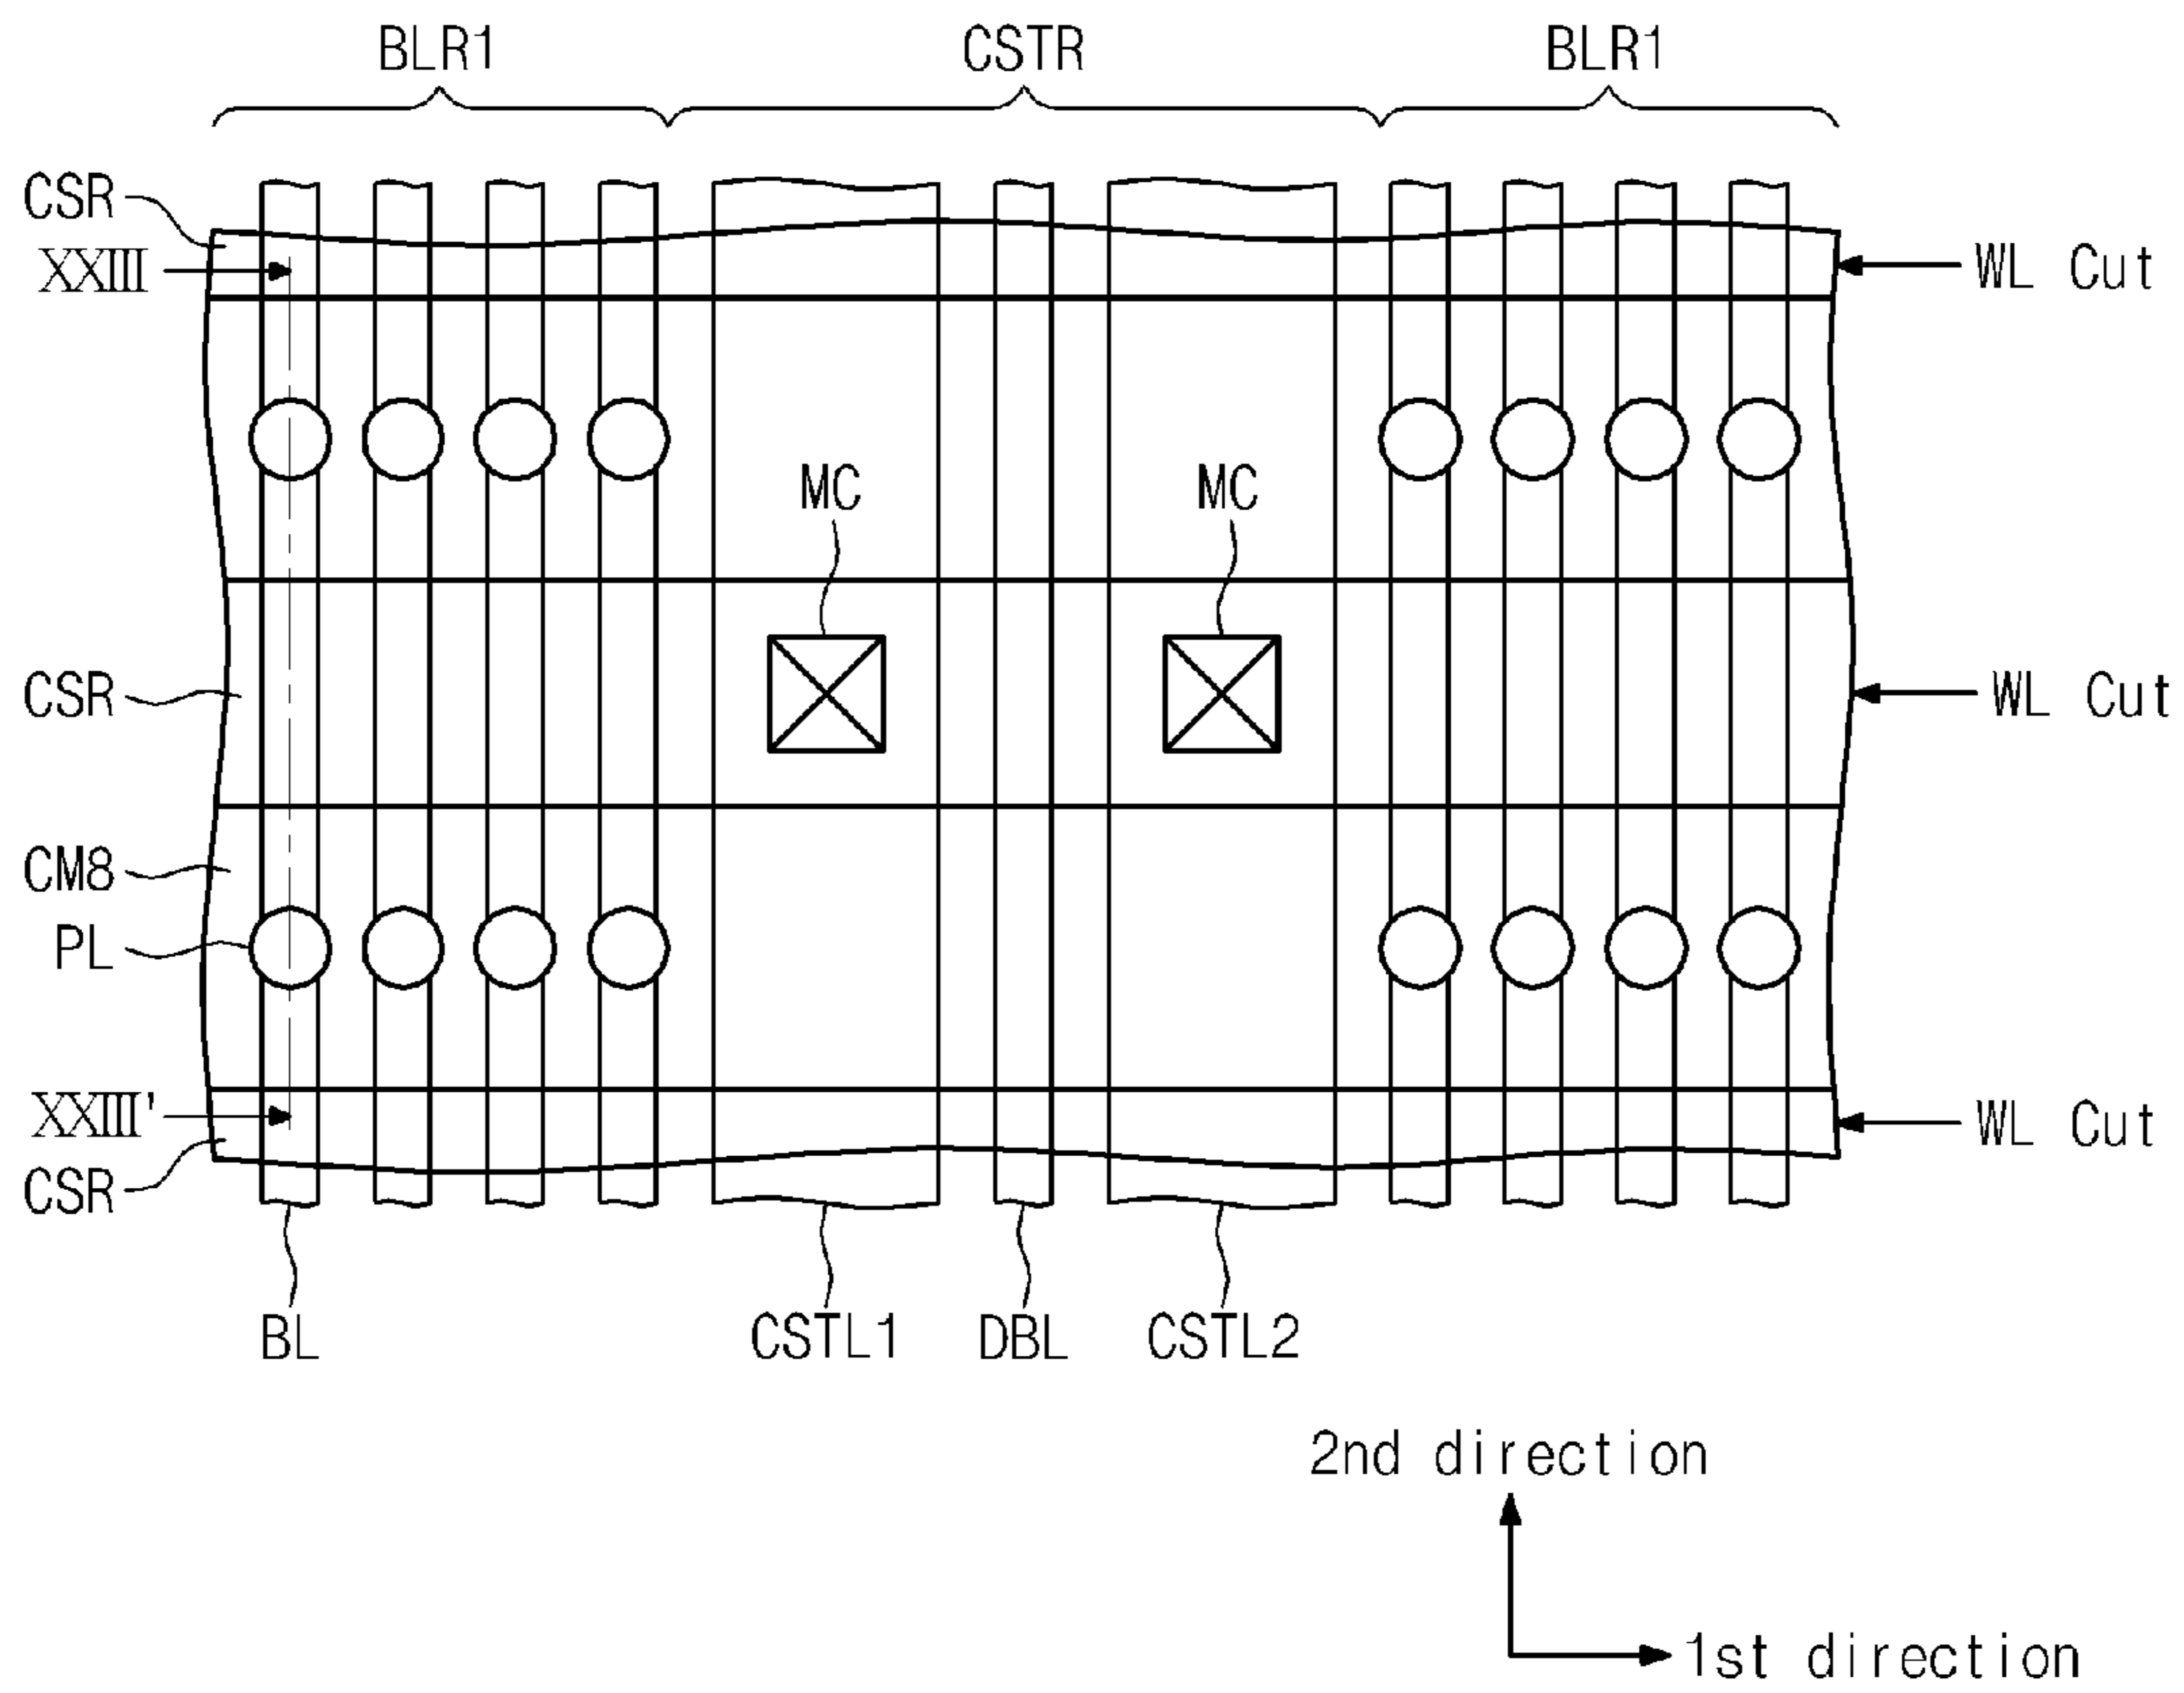 BLR1 CSTR BLR1
CSR
XXIII
WL Cut
MC MC
CSR
WL Cut
CM8
PL
XXIII'
WL Cut
CSR
BL CSTL1 DBL CSTL2
2nd direction
1st direction